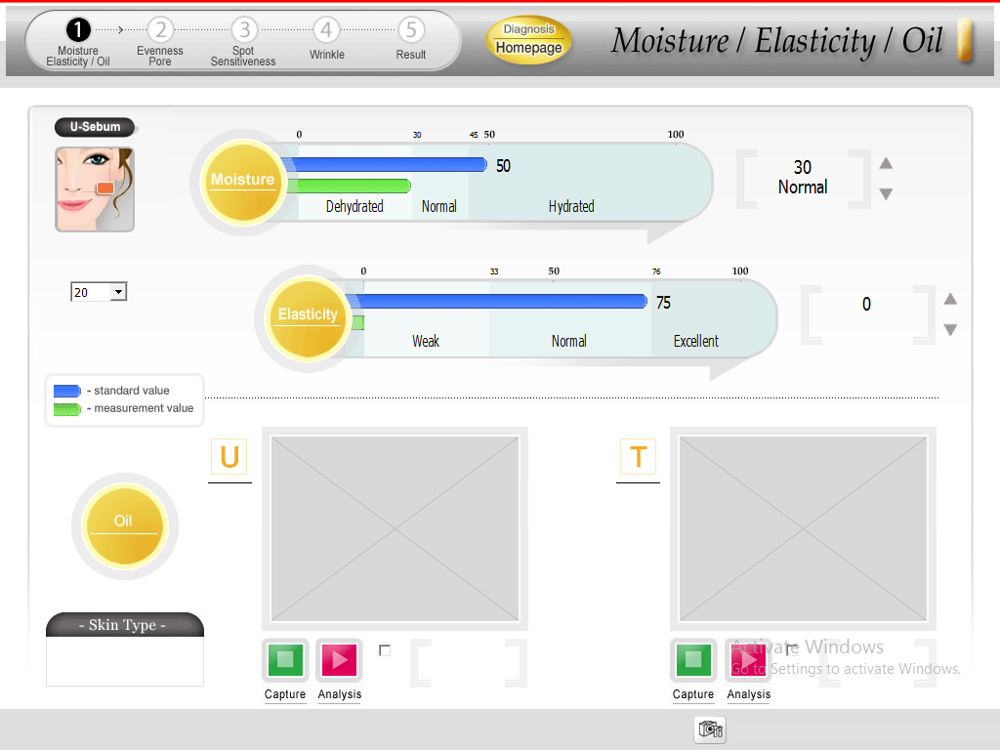 1 2 3 4 5
Moisture
Elasticity / Oil
Evenness
Pore
Spot
Sensitiveness
Wrinkle
Result
Diagnosis
Homepage
Moisture / Elasticity / Oil
U-Sebum
0 30 45 50 100
Moisture
50
Dehydrated Normal Hydrated
30
Normal
20
0 33 50 76 100
Elasticity
75
Weak Normal Excellent
0
- standard value
- measurement value
U
T
Oil
- Skin Type -
Capture Analysis
Capture Analysis
Activate Windows
Go to Settings to activate Windows.